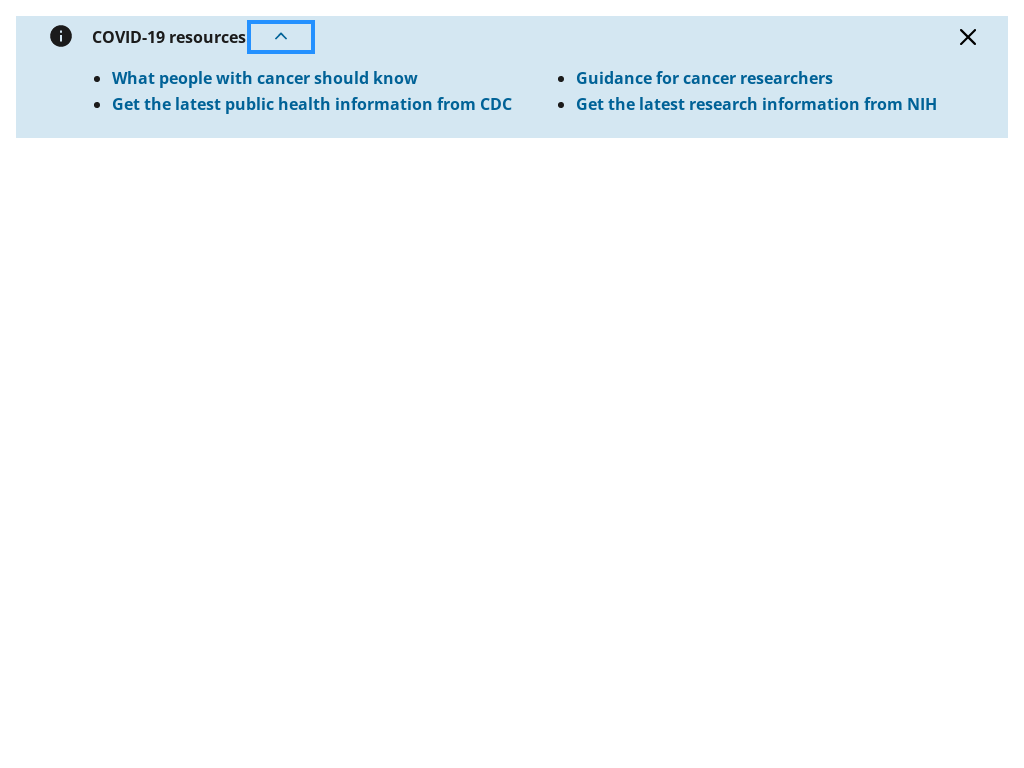 COVID-19 resources
What people with cancer should know
Get the latest public health information from CDC
Guidance for cancer researchers
Get the latest research information from NIH